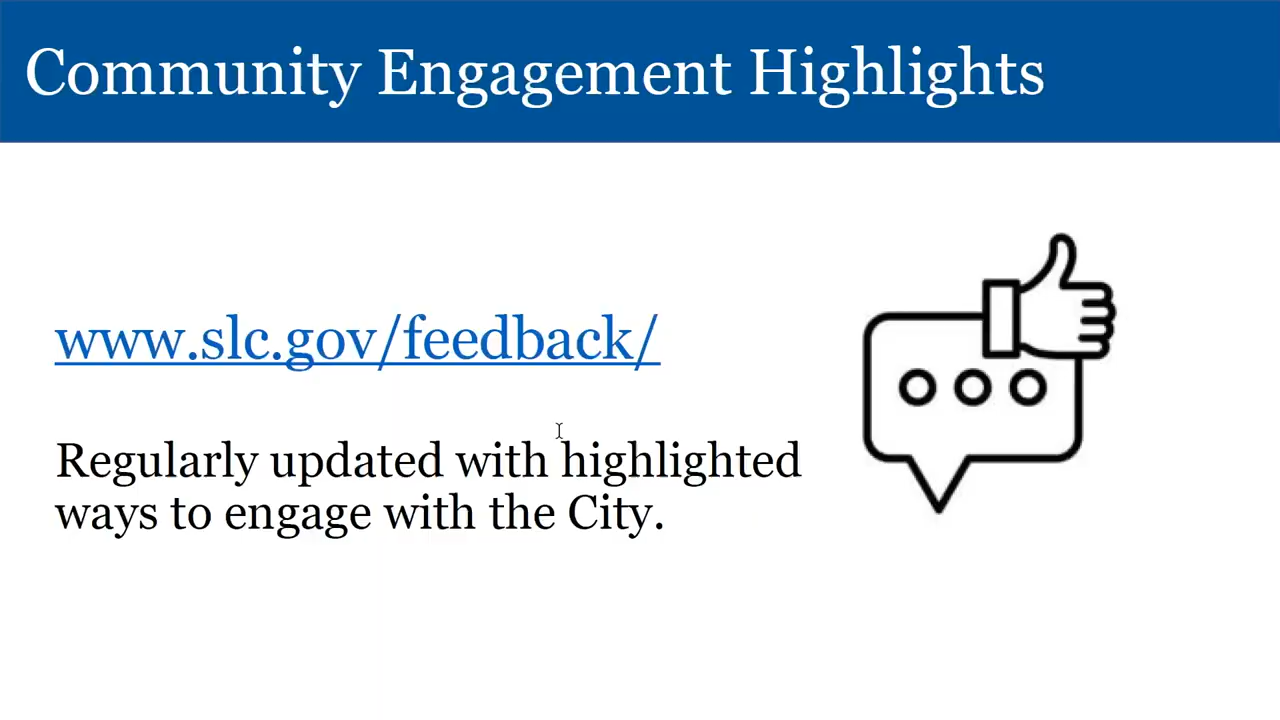 Community Engagement Highlights
www.slc.gov/feedback/
Regularly updated with highlighted
ways to engage with the City.